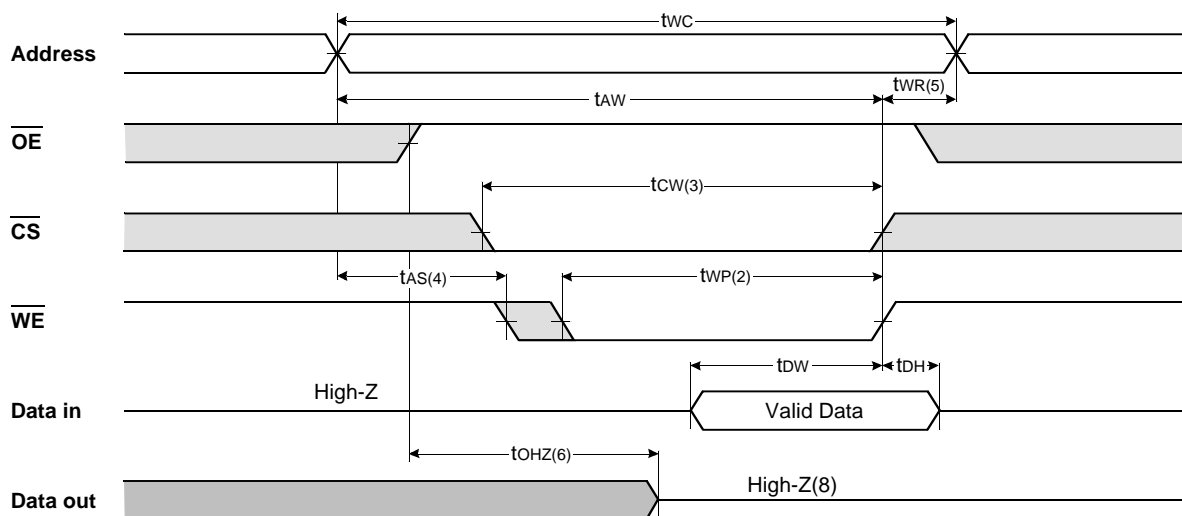 tWC
Address
tAW
tWR(5)
OE
tCW(3)
CS
tAS(4)
tWP(2)
WE
tDW
tDH
High-Z
Data in
Valid Data
tOHZ(6)
High-Z(8)
Data out